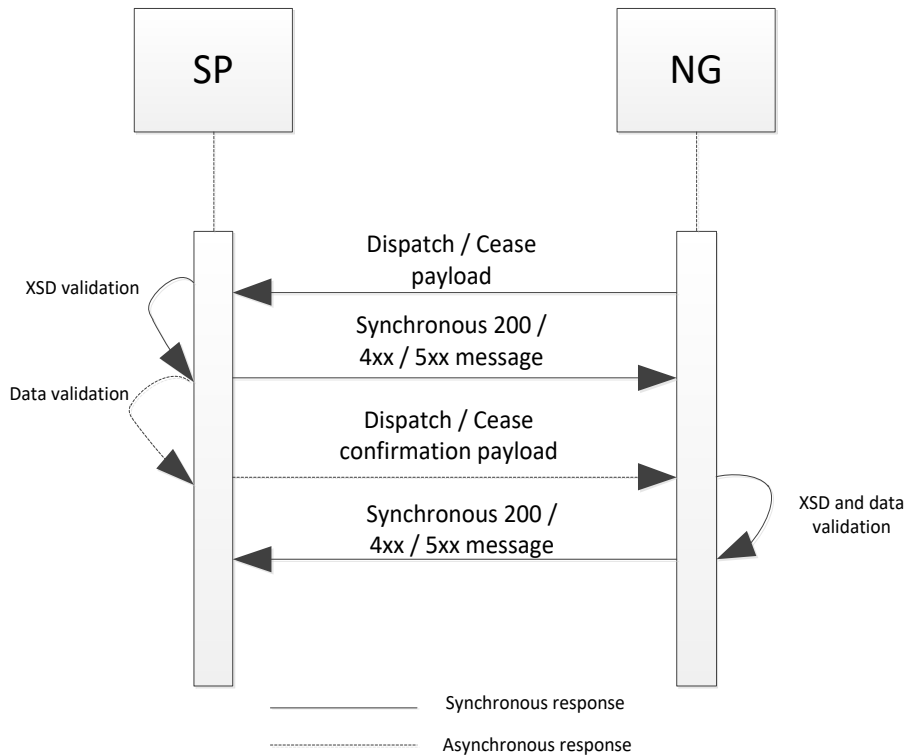 SP
NG
Dispatch / Cease
payload
XSD validation
Synchronous 200 /
4xx / 5xx message
Data validation
Dispatch / Cease
confirmation payload
XSD and data
validation
Synchronous 200 /
4xx / 5xx message
Synchronous response
Asynchronous response